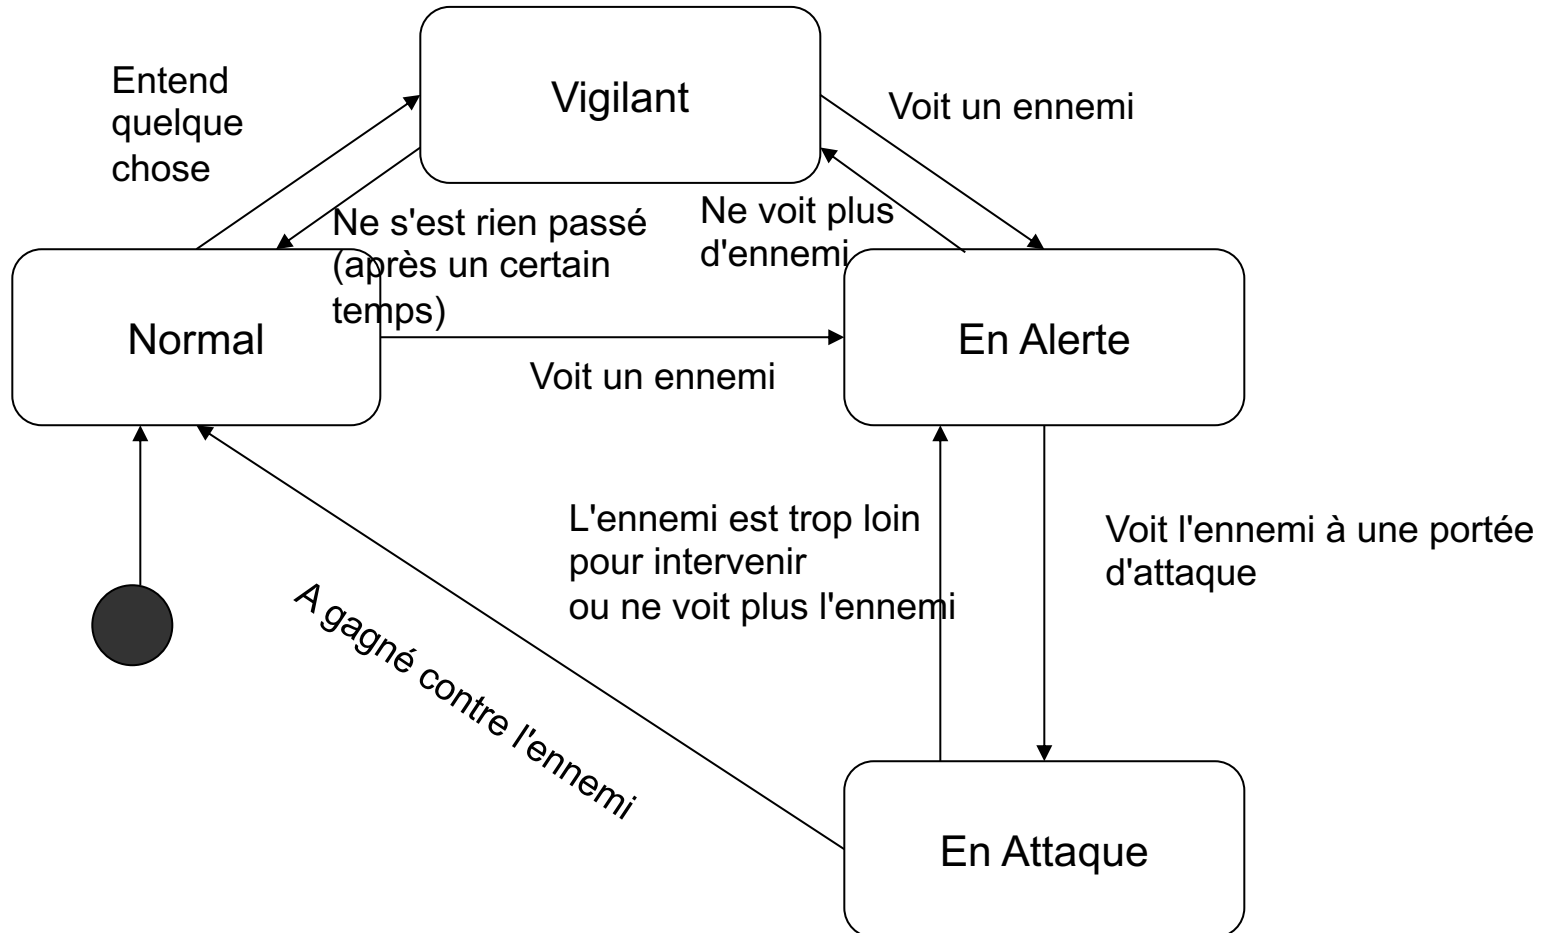 Vigilant
Entend
quelque
chose
Voit un ennemi
Ne s'est rien passé
(après un certain
temps)
Ne voit plus
d'ennemi
Normal
En Alerte
Voit un ennemi
L'ennemi est trop loin
pour intervenir
ou ne voit plus l'ennemi
Voit l'ennemi à une portée
d'attaque
A gagné contre l'ennemi
En Attaque